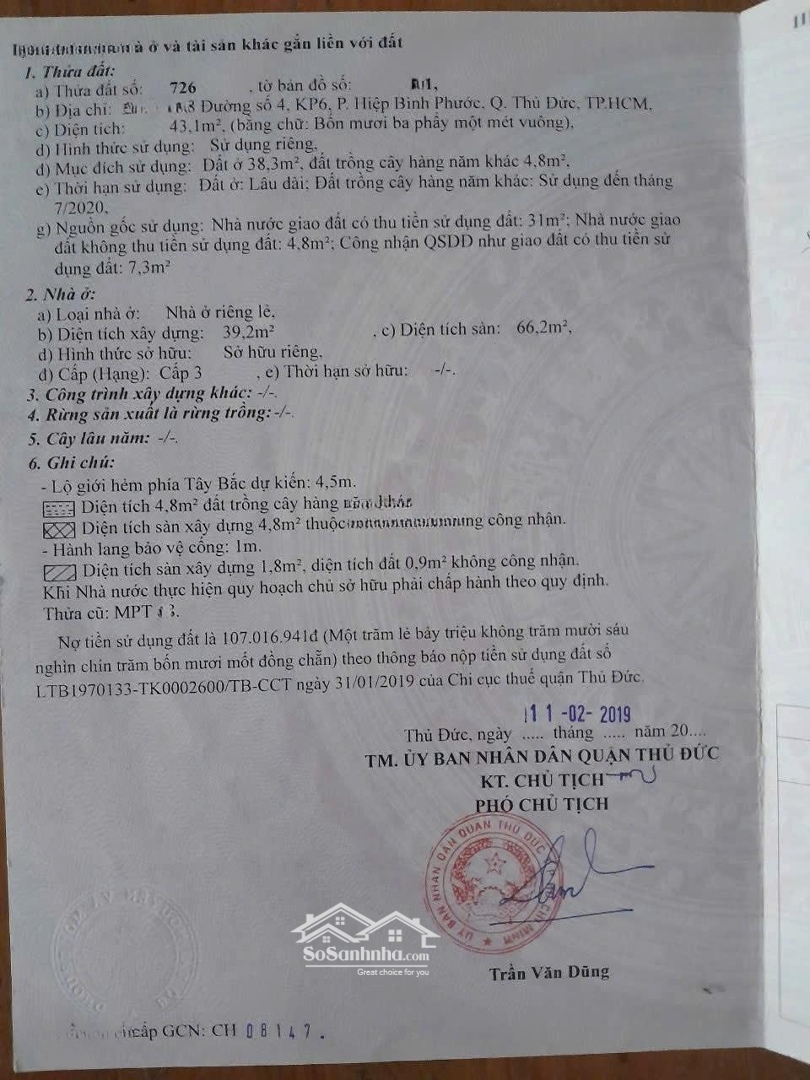 ở và tài sản khác gắn liền với đất
1. Thửa đất:
a) Thửa đất số: 726 , tờ bản đồ số:
b) Địa chỉ: Đường số 4, KP6, P. Hiệp Bình Phước, Q. Thủ Đức, TP.HCM,
c) Diện tích: 43,1m², (bằng chữ: Bốn mươi ba phẩy một mét vuông),
d) Hình thức sử dụng: Sử dụng riêng,
đ) Mục đích sử dụng: Đất ở 38,3m², đất trồng cây hàng năm khác 4,8m²,
e) Thời hạn sử dụng: Đất ở: Lâu dài; Đất trồng cây hàng năm khác: Sử dụng đến tháng
7/2020,
g) Nguồn gốc sử dụng: Nhà nước giao đất có thu tiền sử dụng đất: 31m²; Nhà nước giao
đất không thu tiền sử dụng đất: 4,8m²; Công nhận QSDĐ như giao đất có thu tiền sử
dụng đất: 7,3m²
2. Nhà ở:
a) Loại nhà ở: Nhà ở riêng lẻ,
b) Diện tích xây dựng: 39,2m² , c) Diện tích sàn: 66,2m²,
d) Hình thức sở hữu: Sở hữu riêng,
đ) Cấp (Hạng): Cấp 3 , e) Thời hạn sở hữu: -/-.
3. Công trình xây dựng khác: -/-.
4. Rừng sản xuất là rừng trồng: -/-.
5. Cây lâu năm: -/-.
6. Ghi chú:
- Lộ giới hẻm phía Tây Bắc dự kiến: 4,5m.
Diện tích 4,8m² đất trồng cây hàng năm khác
Diện tích sàn xây dựng 4,8m² thuộc công nhận.
- Hành lang bảo vệ cống: 1m.
Diện tích sàn xây dựng 1,8m², diện tích đất 0,9m² không công nhận.
Khi Nhà nước thực hiện quy hoạch chủ sở hữu phải chấp hành theo quy định.
Thửa cũ: MPT
Nợ tiền sử dụng đất là 107.016.941đ (Một trăm lẻ bảy triệu không trăm mười sáu
nghìn chín trăm bốn mươi mốt đồng chẵn) theo thông báo nộp tiền sử dụng đất số
LTB1970133-TK0002600/TB-CCT ngày 31/01/2019 của Chi cục thuế quận Thủ Đức.
11-02-2019
Thủ Đức, ngày ..... tháng ..... năm 20....
TM. ỦY BAN NHÂN DÂN QUẬN THỦ ĐỨC
KT. CHỦ TỊCH
PHÓ CHỦ TỊCH
ỦY BAN NHÂN DÂN QUẬN THỦ ĐỨC
SoSanhnha.com
Great choice for you
Trần Văn Dũng
cấp GCN: CH 08147.